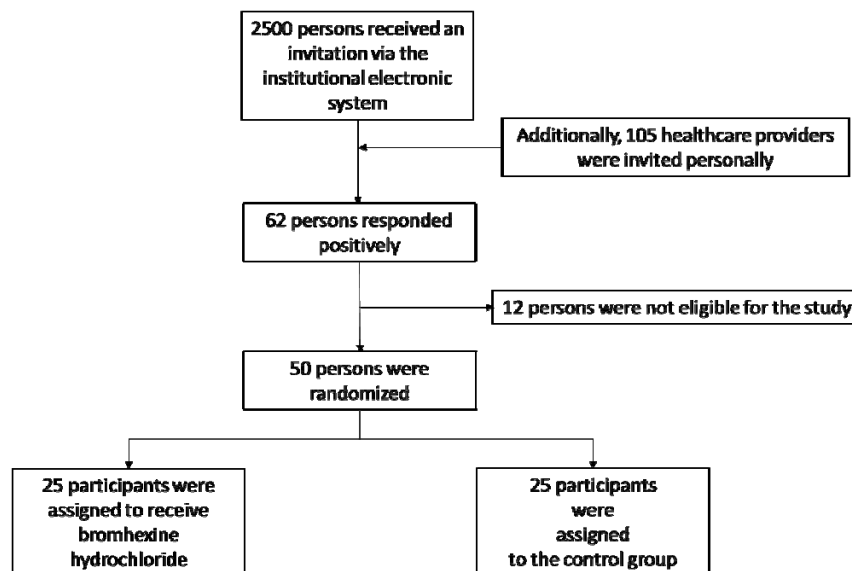 2500 persons received an
invitation via the
institutional electronic
system
Additionally, 105 healthcare providers
were invited personally
62 persons responded
positively
12 persons were not eligible for the study
50 persons were
randomized
25 participants were
assigned to receive
bromhexine
hydrochloride
25 participants
were
assigned
to the control group